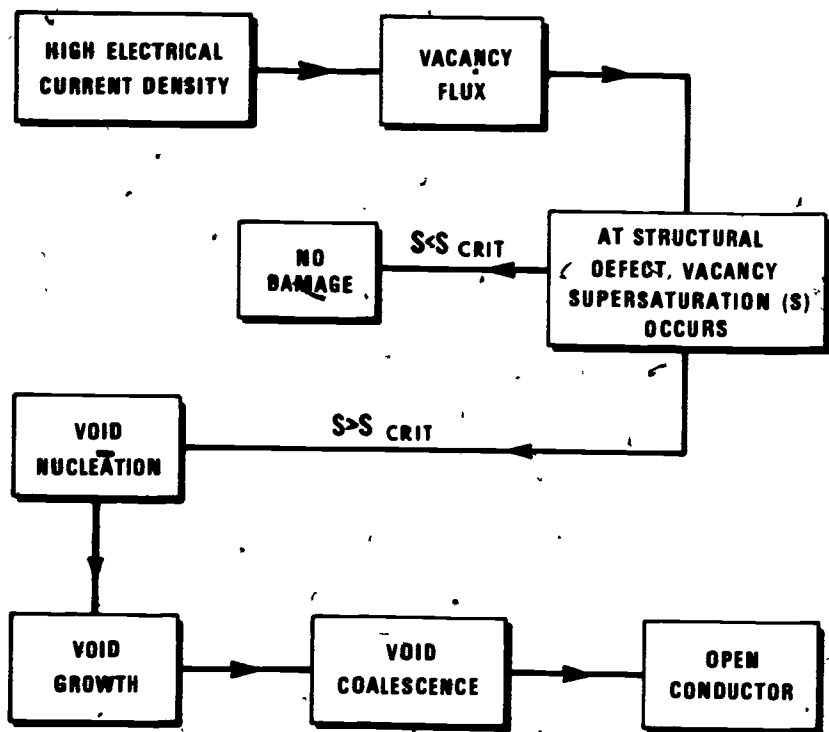 HIGH ELECTRICAL
CURRENT DENSITY
VACANCY
FLUX
AT STRUCTURAL
DEFECT, VACANCY
SUPERSATURATION (S)
OCCURS
S<S CRIT
NO
DAMAGE
S>S CRIT
VOID
NUCLEATION
VOID
GROWTH
VOID
COALESCENCE
OPEN
CONDUCTOR